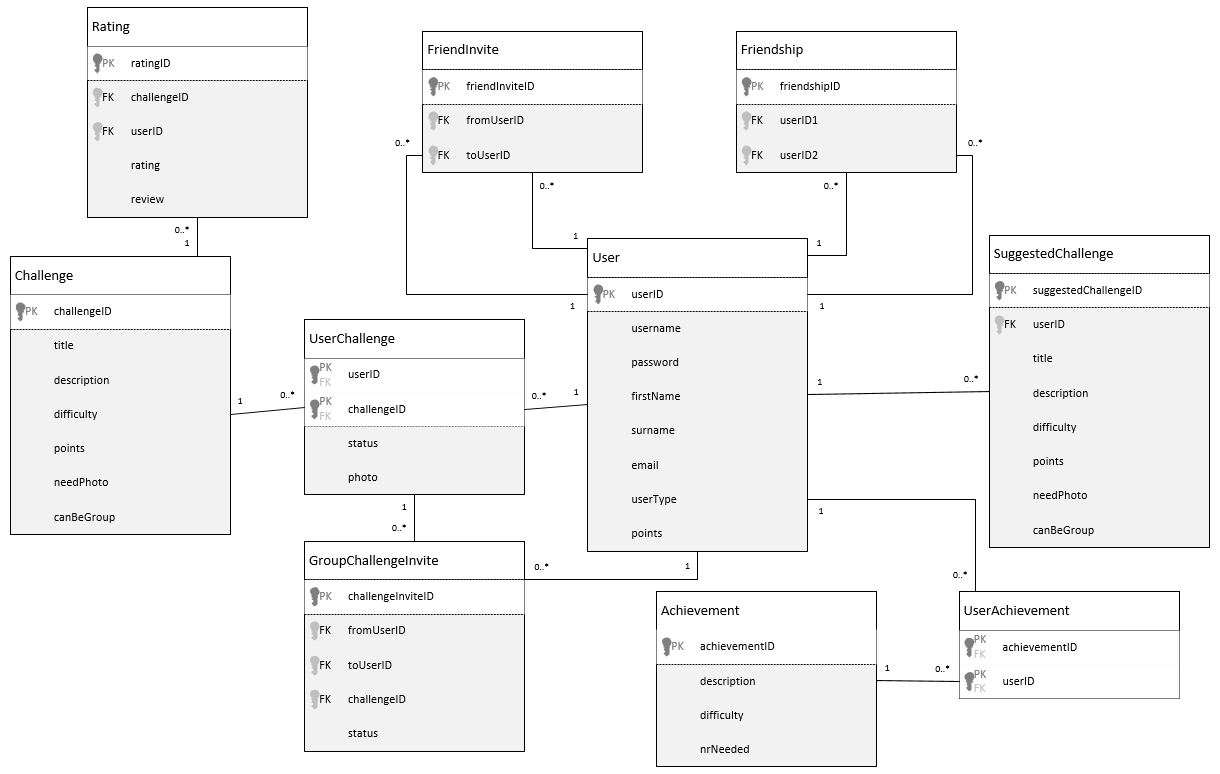 Rating
PK ratingID
FK challengeID
FK userID
rating
review
0..*
1
FriendInvite
PK friendInviteID
FK fromUserID
FK toUserID
0..*
0..*
1
1
Friendship
PK friendshipID
FK userID1
FK userID2
0..*
0..*
1
1
Challenge
PK challengeID
title
description
difficulty
points
needPhoto
canBeGroup
1
0..*
UserChallenge
PK FK userID
PK FK challengeID
status
photo
0..*
1
1
0..*
User
PK userID
username
password
firstName
surname
email
userType
points
1
0..*
SuggestedChallenge
PK suggestedChallengeID
FK userID
title
description
difficulty
points
needPhoto
canBeGroup
GroupChallengeInvite
PK challengeInviteID
FK fromUserID
FK toUserID
FK challengeID
status
0..*
1
1
0..*
Achievement
PK achievementID
description
difficulty
nrNeeded
1
0..*
UserAchievement
PK FK achievementID
PK FK userID